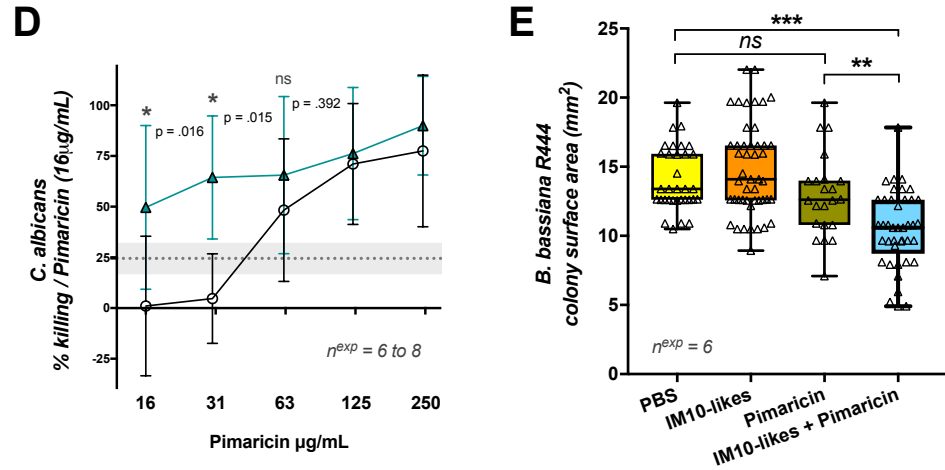 D
C. albicans
% killing / Pimaricin (16µg/mL)
100
75
50
25
0
-25
*
p = .016
*
p = .015
ns
p = .392
n^exp = 6 to 8
16 31 63 125 250
Pimaricin µg/mL
E
B. bassiana R444
colony surface area (mm²)
25
20
15
10
5
0
***
ns
**
n^exp = 6
PBS
IM10-likes
Pimaricin
IM10-likes + Pimaricin